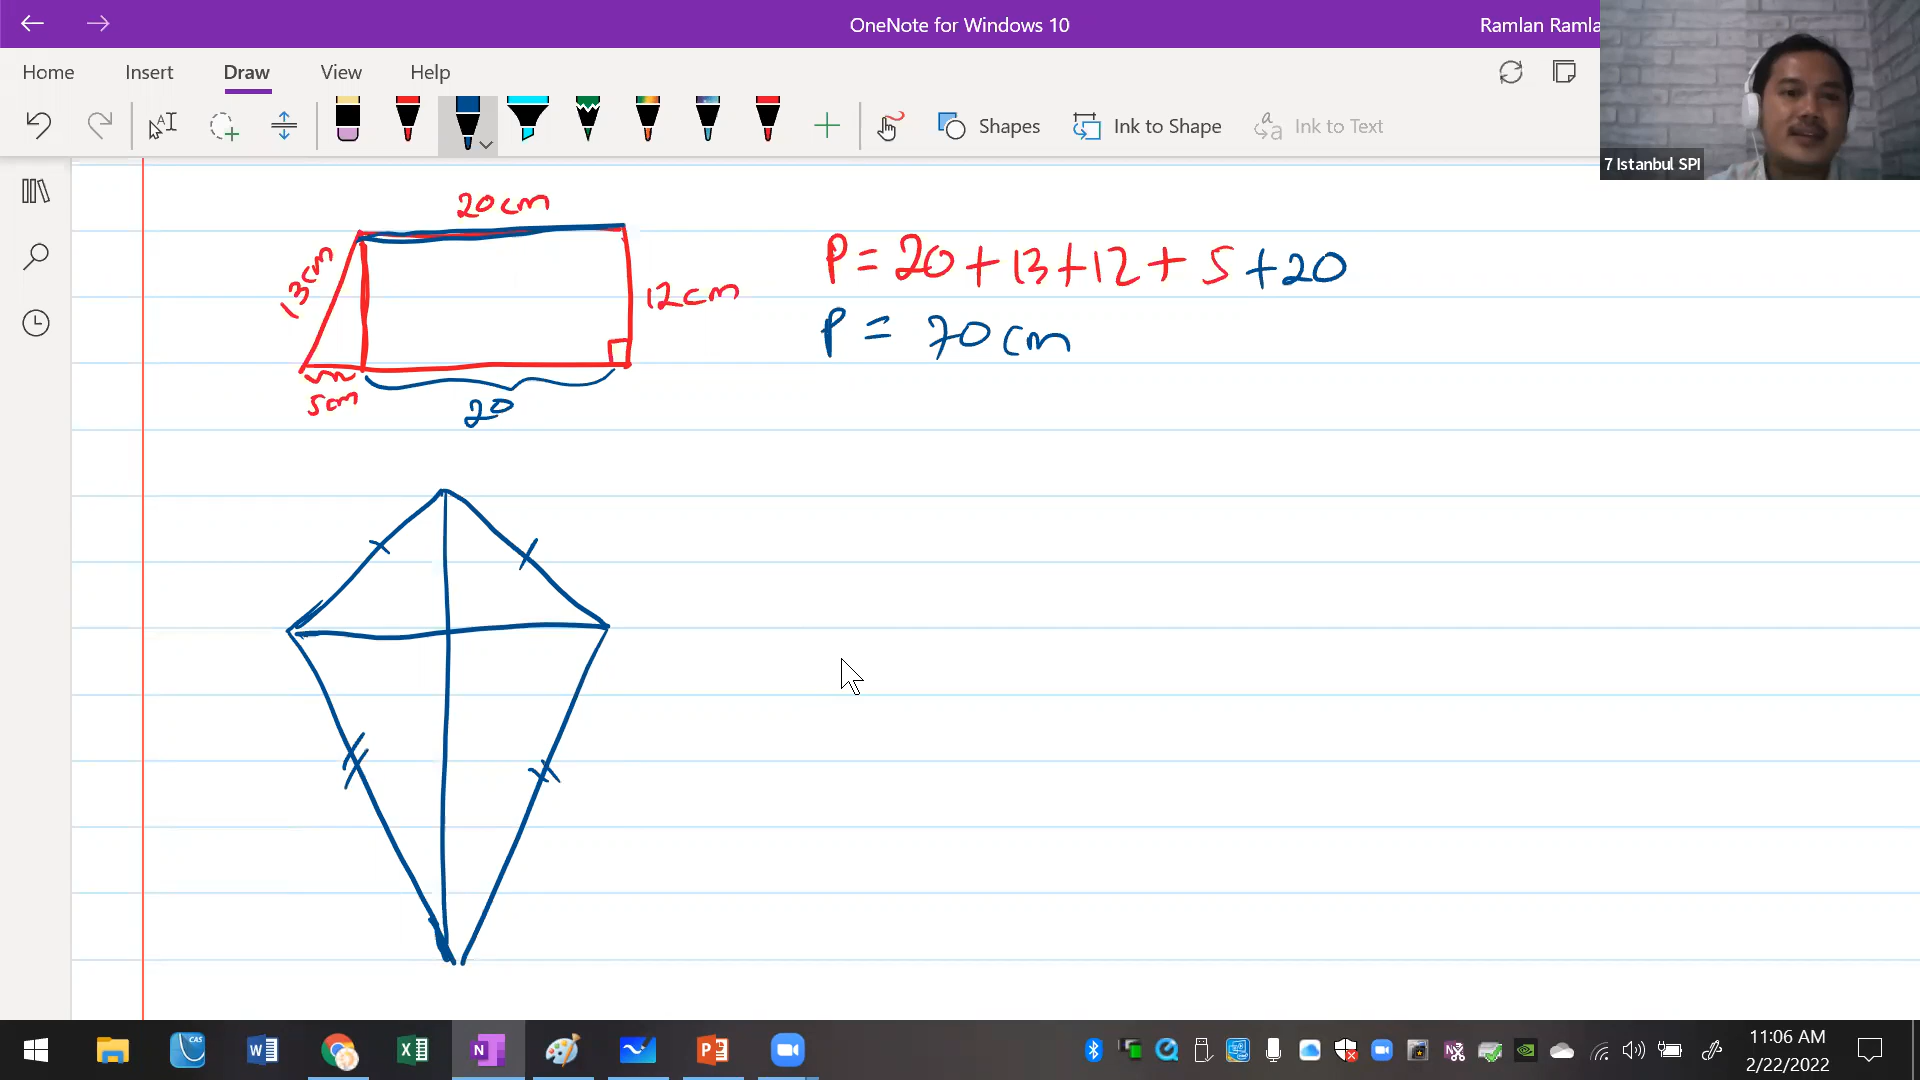 OneNote for Windows 10
Ramlan Ramla
Home Insert Draw View Help
Shapes Ink to Shape Ink to Text
7 Istanbul SPI
20cm
13cm
12cm
5cm
20
P = 20 + 13 + 12 + 5 + 20
P = 70 cm
11:06 AM
2/22/2022